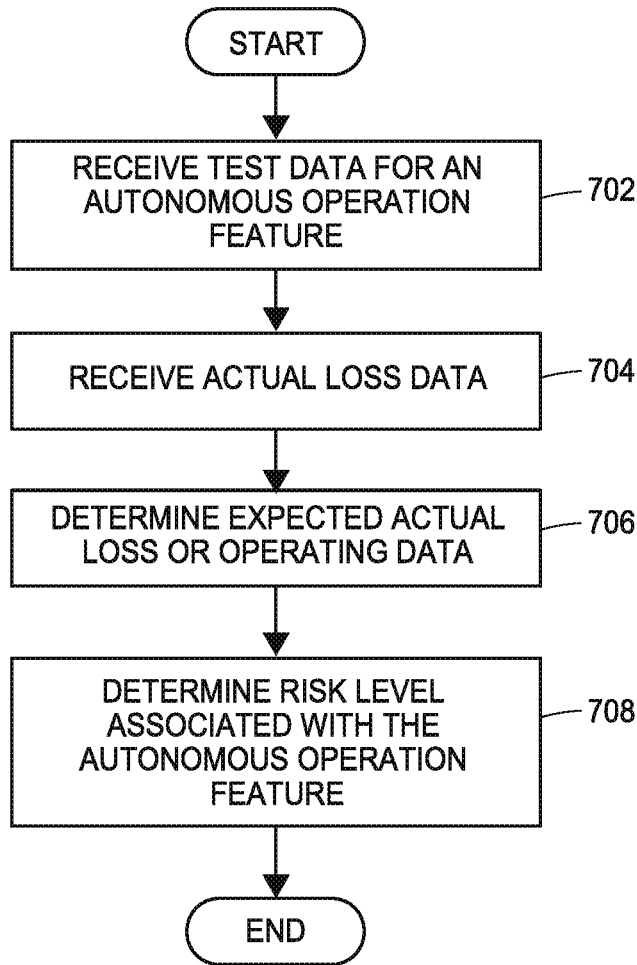 START
RECEIVE TEST DATA FOR AN
AUTONOMOUS OPERATION
FEATURE
702
RECEIVE ACTUAL LOSS DATA
704
DETERMINE EXPECTED ACTUAL
LOSS OR OPERATING DATA
706
DETERMINE RISK LEVEL
ASSOCIATED WITH THE
AUTONOMOUS OPERATION
FEATURE
708
END